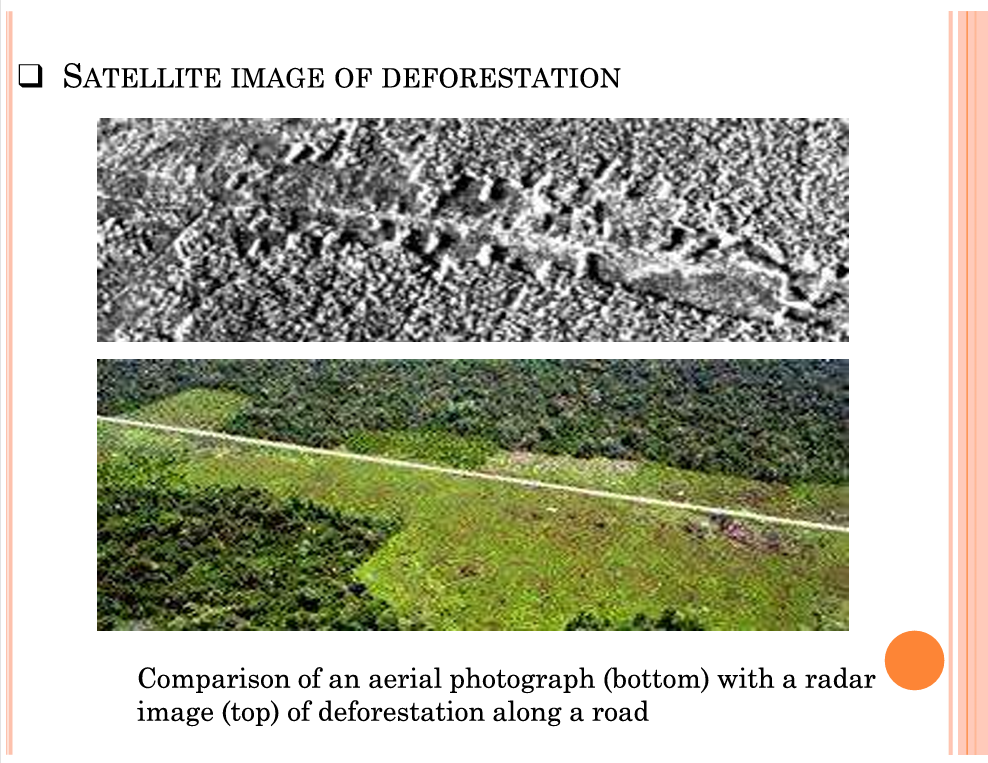 SATELLITE IMAGE OF DEFORESTATION
Comparison of an aerial photograph (bottom) with a radar
image (top) of deforestation along a road